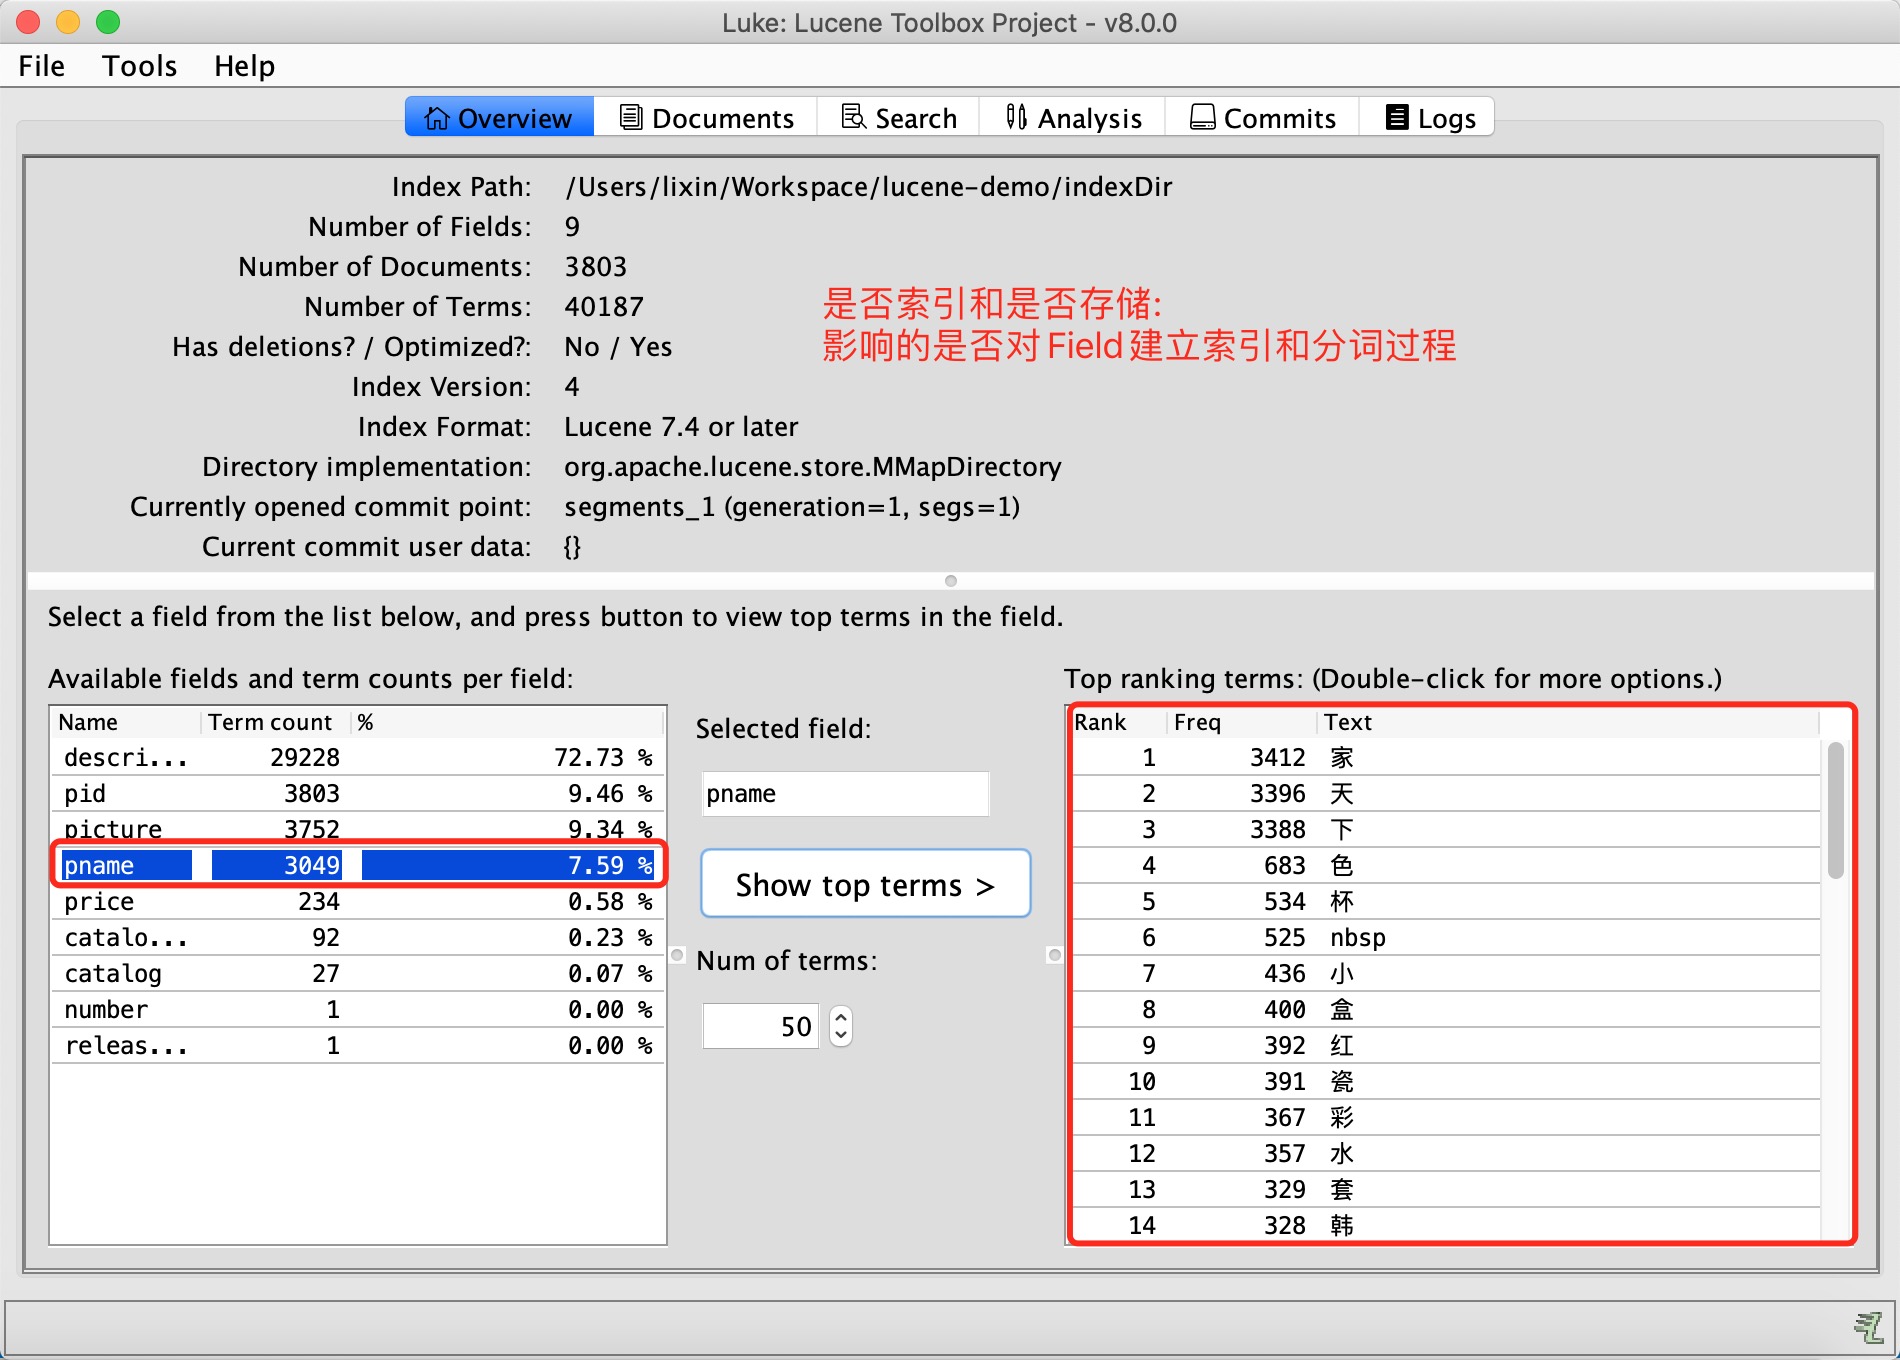 Luke: Lucene Toolbox Project - v8.0.0
File Tools Help
Overview Documents Search Analysis Commits Logs
Index Path: /Users/lixin/Workspace/lucene-demo/indexDir
Number of Fields: 9
Number of Documents: 3803
Number of Terms: 40187
是否索引和是否存储:
Has deletions? / Optimized?: No / Yes
影响的是否对Field建立索引和分词过程
Index Version: 4
Index Format: Lucene 7.4 or later
Directory implementation: org.apache.lucene.store.MMapDirectory
Currently opened commit point: segments_1 (generation=1, segs=1)
Current commit user data: {}
Select a field from the list below, and press button to view top terms in the field.
Available fields and term counts per field:
Name Term count %
descri... 29228 72.73 %
pid 3803 9.46 %
picture 3752 9.34 %
pname 3049 7.59 %
price 234 0.58 %
catalo... 92 0.23 %
catalog 27 0.07 %
number 1 0.00 %
releas... 1 0.00 %
Selected field:
pname
Show top terms >
Num of terms:
50
Top ranking terms: (Double-click for more options.)
Rank Freq Text
1 3412 家
2 3396 天
3 3388 下
4 683 色
5 534 杯
6 525 nbsp
7 436 小
8 400 盒
9 392 红
10 391 瓷
11 367 彩
12 357 水
13 329 套
14 328 韩